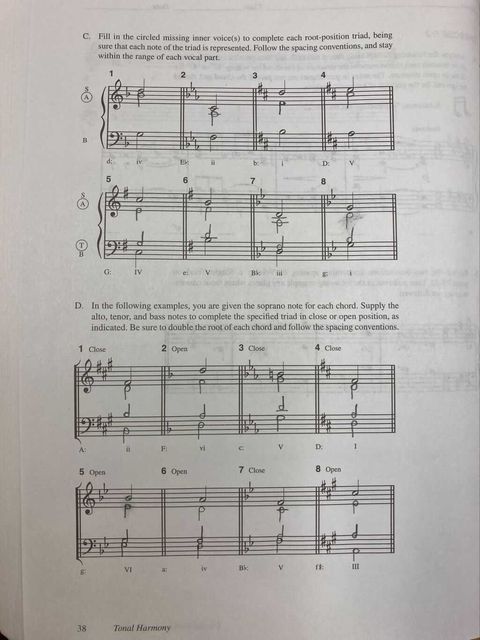 C. Fill in the circled missing inner voice(s) to complete each root-position triad, being
sure that each note of the triad is represented. Follow the spacing conventions, and stay
within the range of each vocal part.
1 2 3 4
S
A
B
d: iv E♭: ii b: i D: V
5 6 7 8
S
A
T
B
G: IV e: V B♭: iii g: i
D. In the following examples, you are given the soprano note for each chord. Supply the
alto, tenor, and bass notes to complete the specified triad in close or open position, as
indicated. Be sure to double the root of each chord and follow the spacing conventions.
1 Close 2 Open 3 Close 4 Close
A: ii F: vi c: V D: I
5 Open 6 Open 7 Close 8 Open
g: VI a: iv B♭: V f♯: III
38 Tonal Harmony